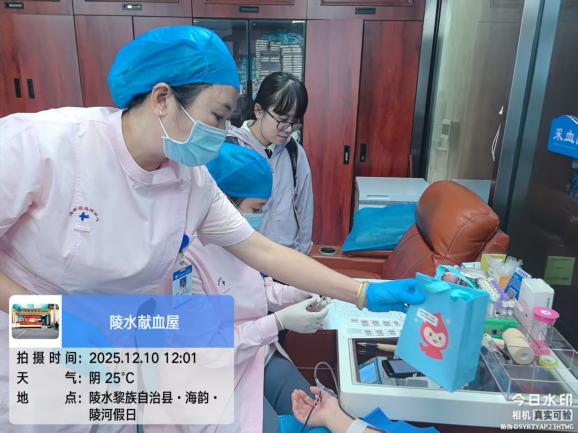 采血
陵水献血屋
拍摄时间：2025.12.10 12:01
天气：阴 25℃
地点：陵水黎族自治县·海韵·
陵河假日
今日水印
相机 真实可验
防伪 D9YRTYAP23HTWG